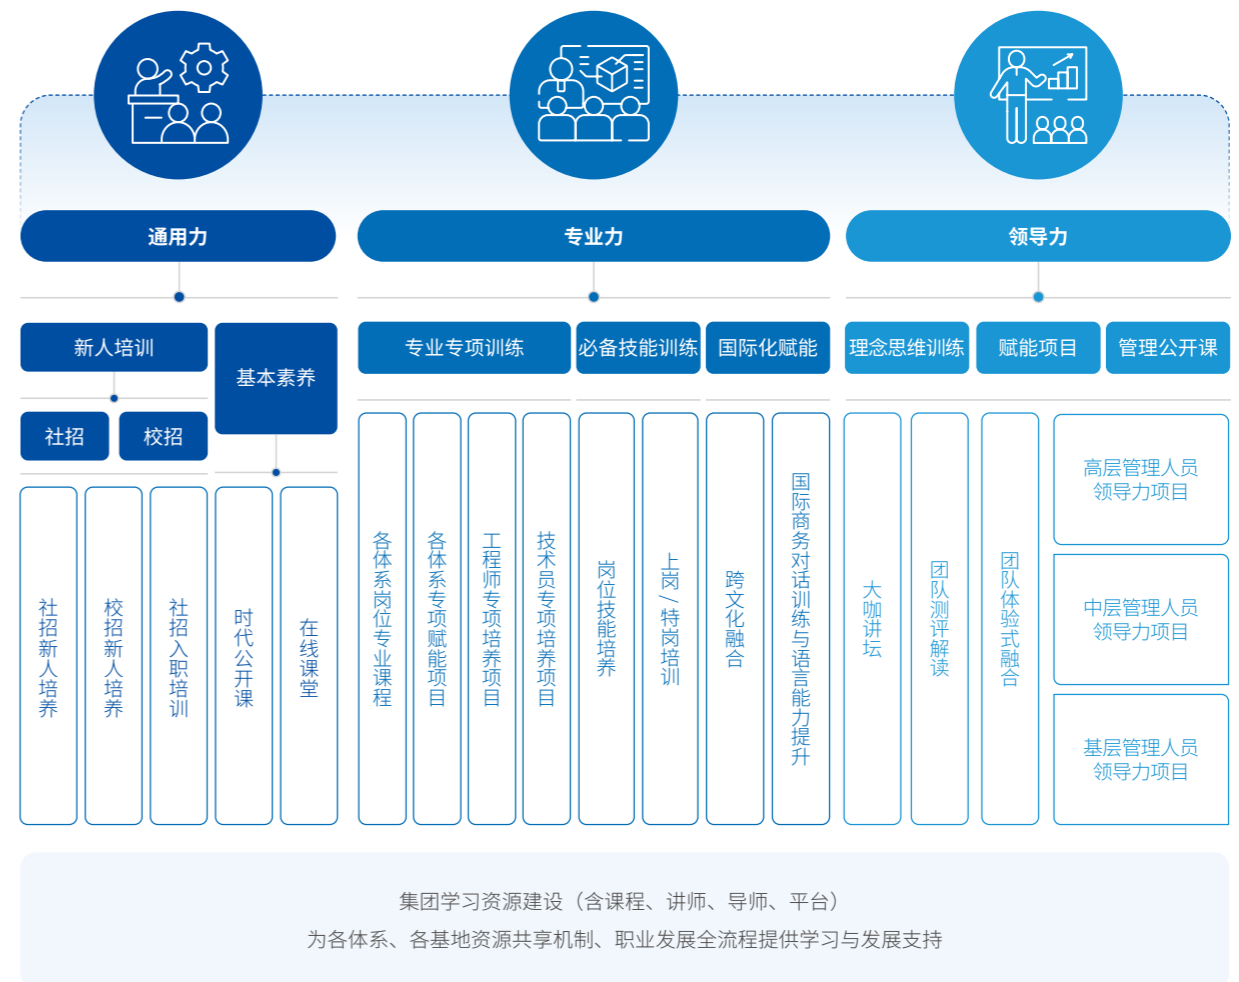 通用力
专业力
领导力
新人培训
基本素养
专业专项训练
必备技能训练
国际化赋能
理念思维训练
赋能项目
管理公开课
社招
校招
社招新人培养
校招新人培养
社招入职培训
时代公开课
在线课堂
各体系岗位专业课程
各体系专项赋能项目
工程师专项培养项目
技术员专项培养项目
岗位技能培养
上岗/特岗培训
跨文化融合
国际商务对话训练与语言能力提升
大咖讲坛
团队测评解读
团队体验式融合
高层管理人员
领导力项目
中层管理人员
领导力项目
基层管理人员
领导力项目
集团学习资源建设（含课程、讲师、导师、平台）
为各体系、各基地资源共享机制、职业发展全流程提供学习与发展支持